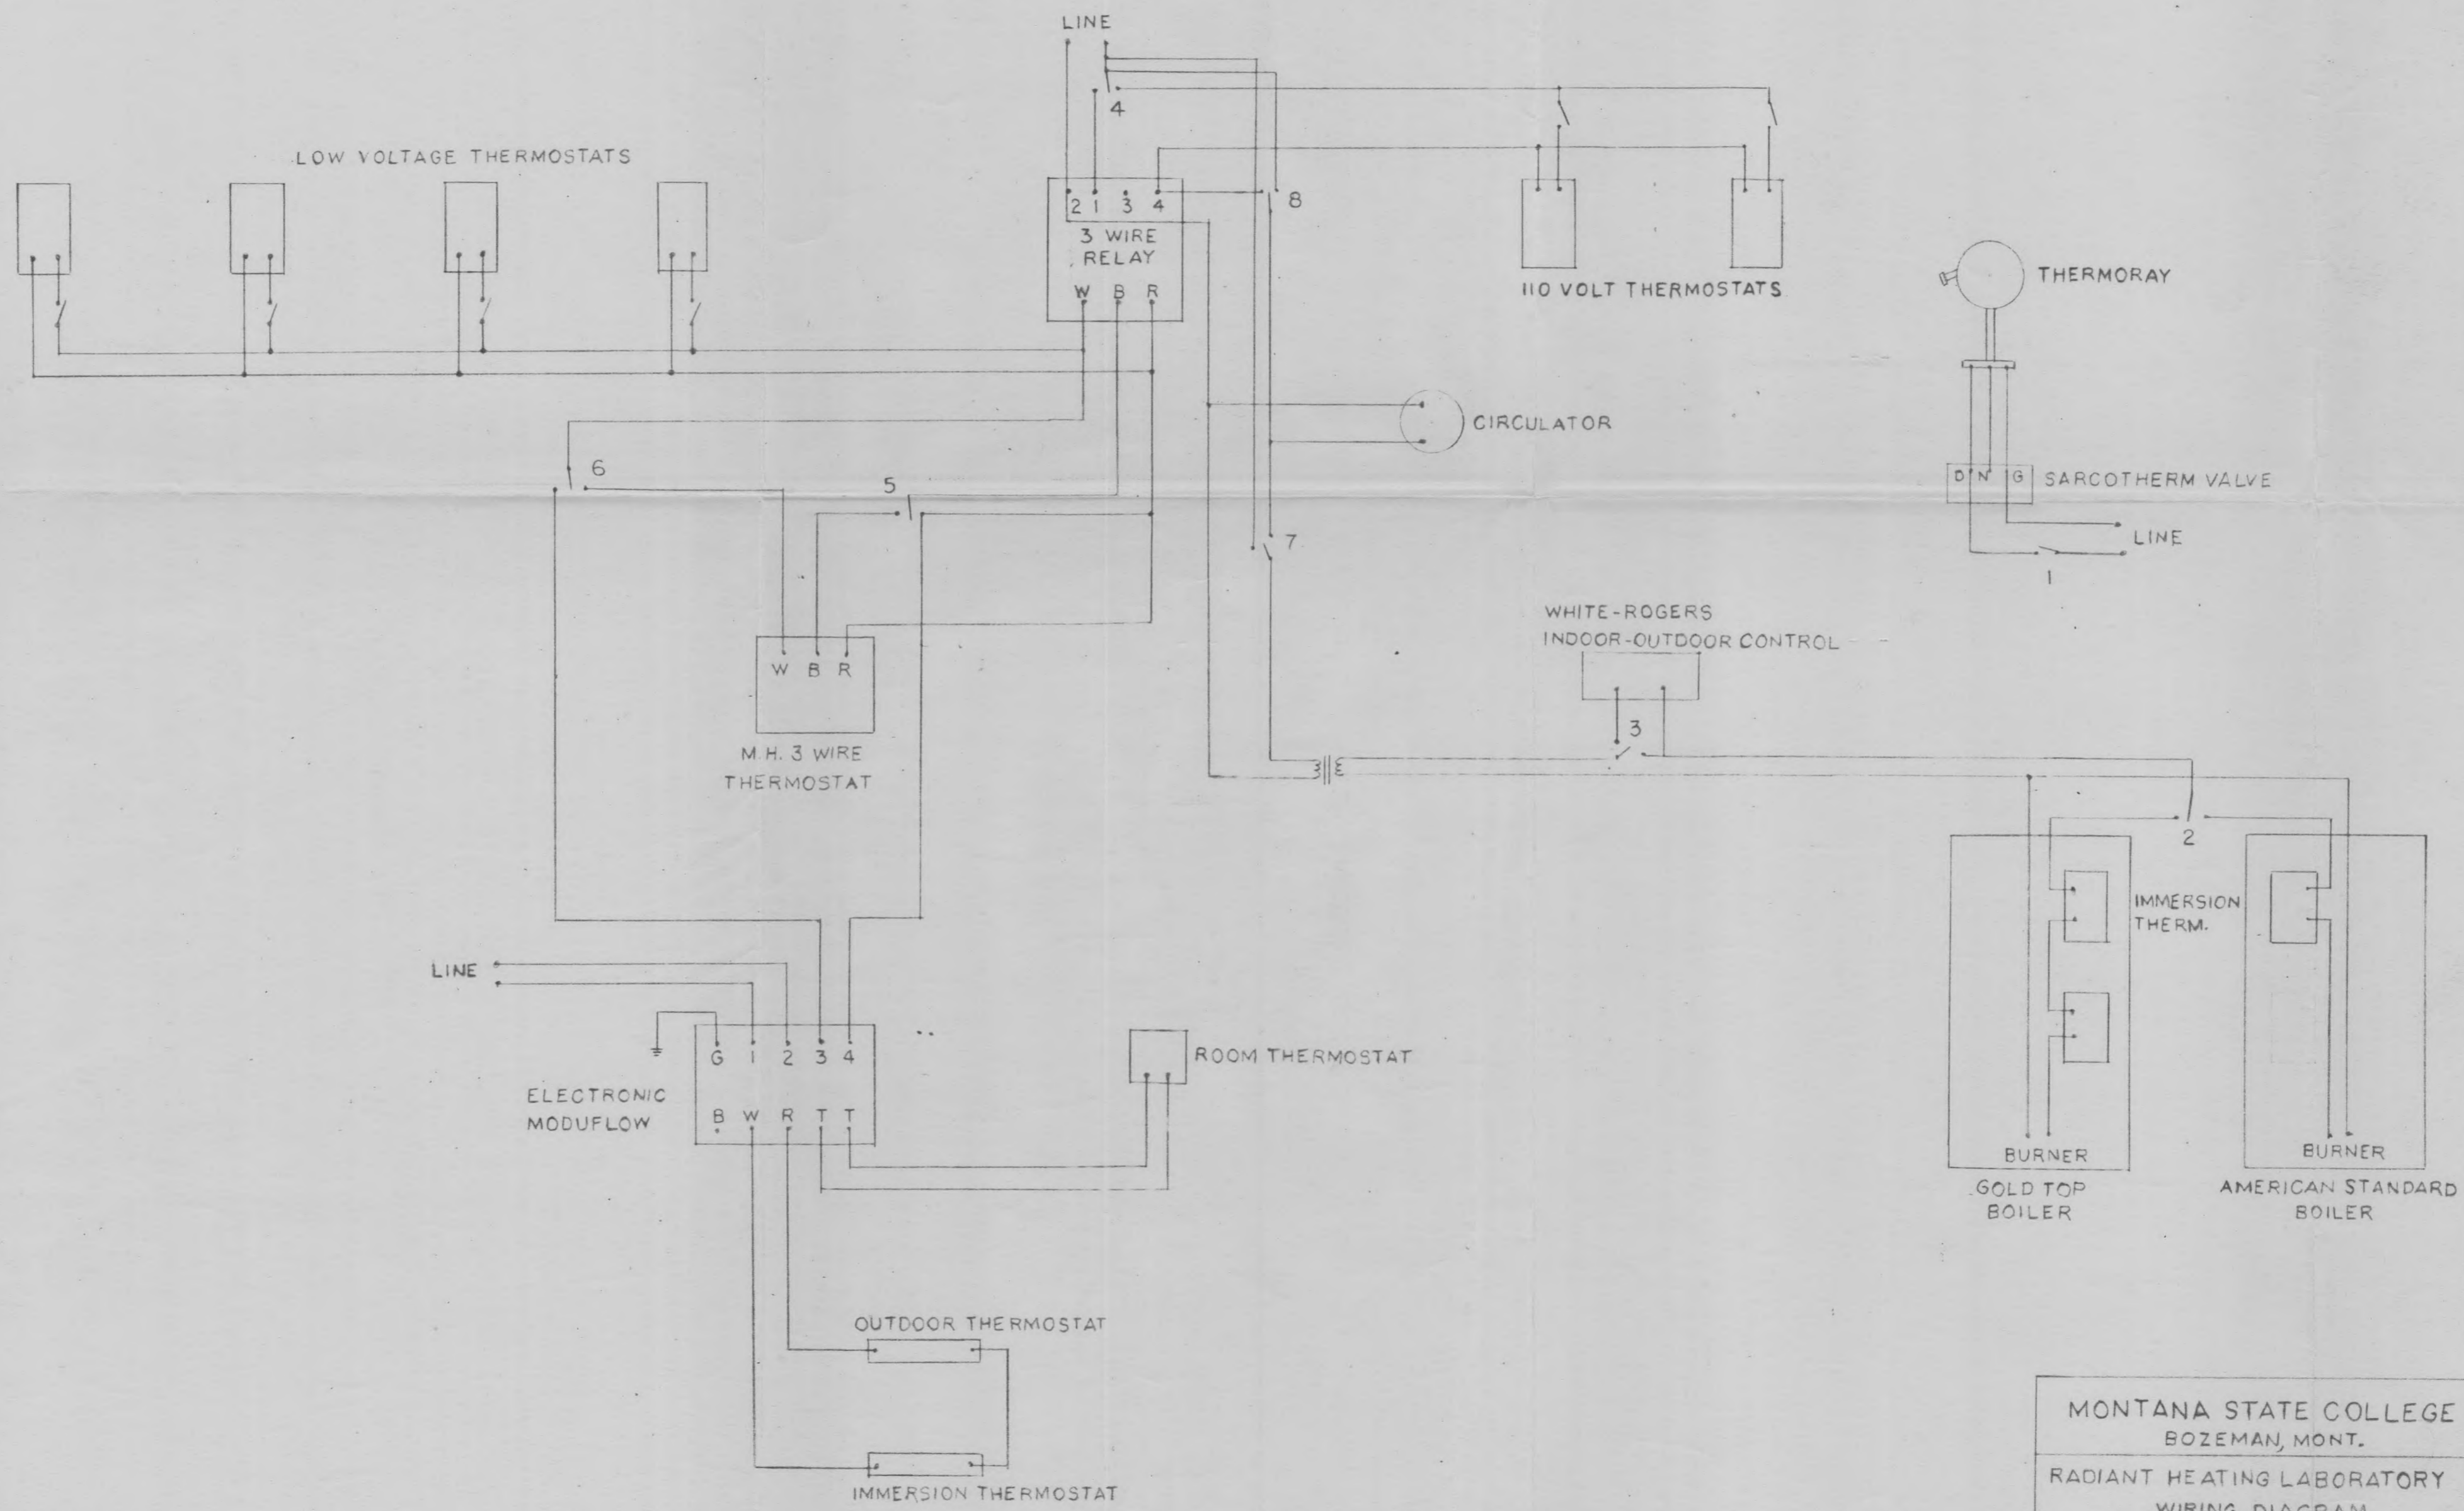 LINE
4
LOW VOLTAGE THERMOSTATS
2 1 3 4
8
3 WIRE
RELAY
W B R
110 VOLT THERMOSTATS
THERMORAY
CIRCULATOR
6
5
D N G
SARCOTHERM VALVE
7
LINE
1
WHITE-ROGERS
INDOOR-OUTDOOR CONTROL
W B R
3
M.H. 3 WIRE
THERMOSTAT
2
IMMERSION
THERM.
LINE
G 1 2 3 4
ROOM THERMOSTAT
ELECTRONIC
MODUFLOW
B W R T T
BURNER
BURNER
GOLD TOP
BOILER
AMERICAN STANDARD
BOILER
OUTDOOR THERMOSTAT
IMMERSION THERMOSTAT
MONTANA STATE COLLEGE
BOZEMAN, MONT.
RADIANT HEATING LABORATORY
WIRING DIAGRAM